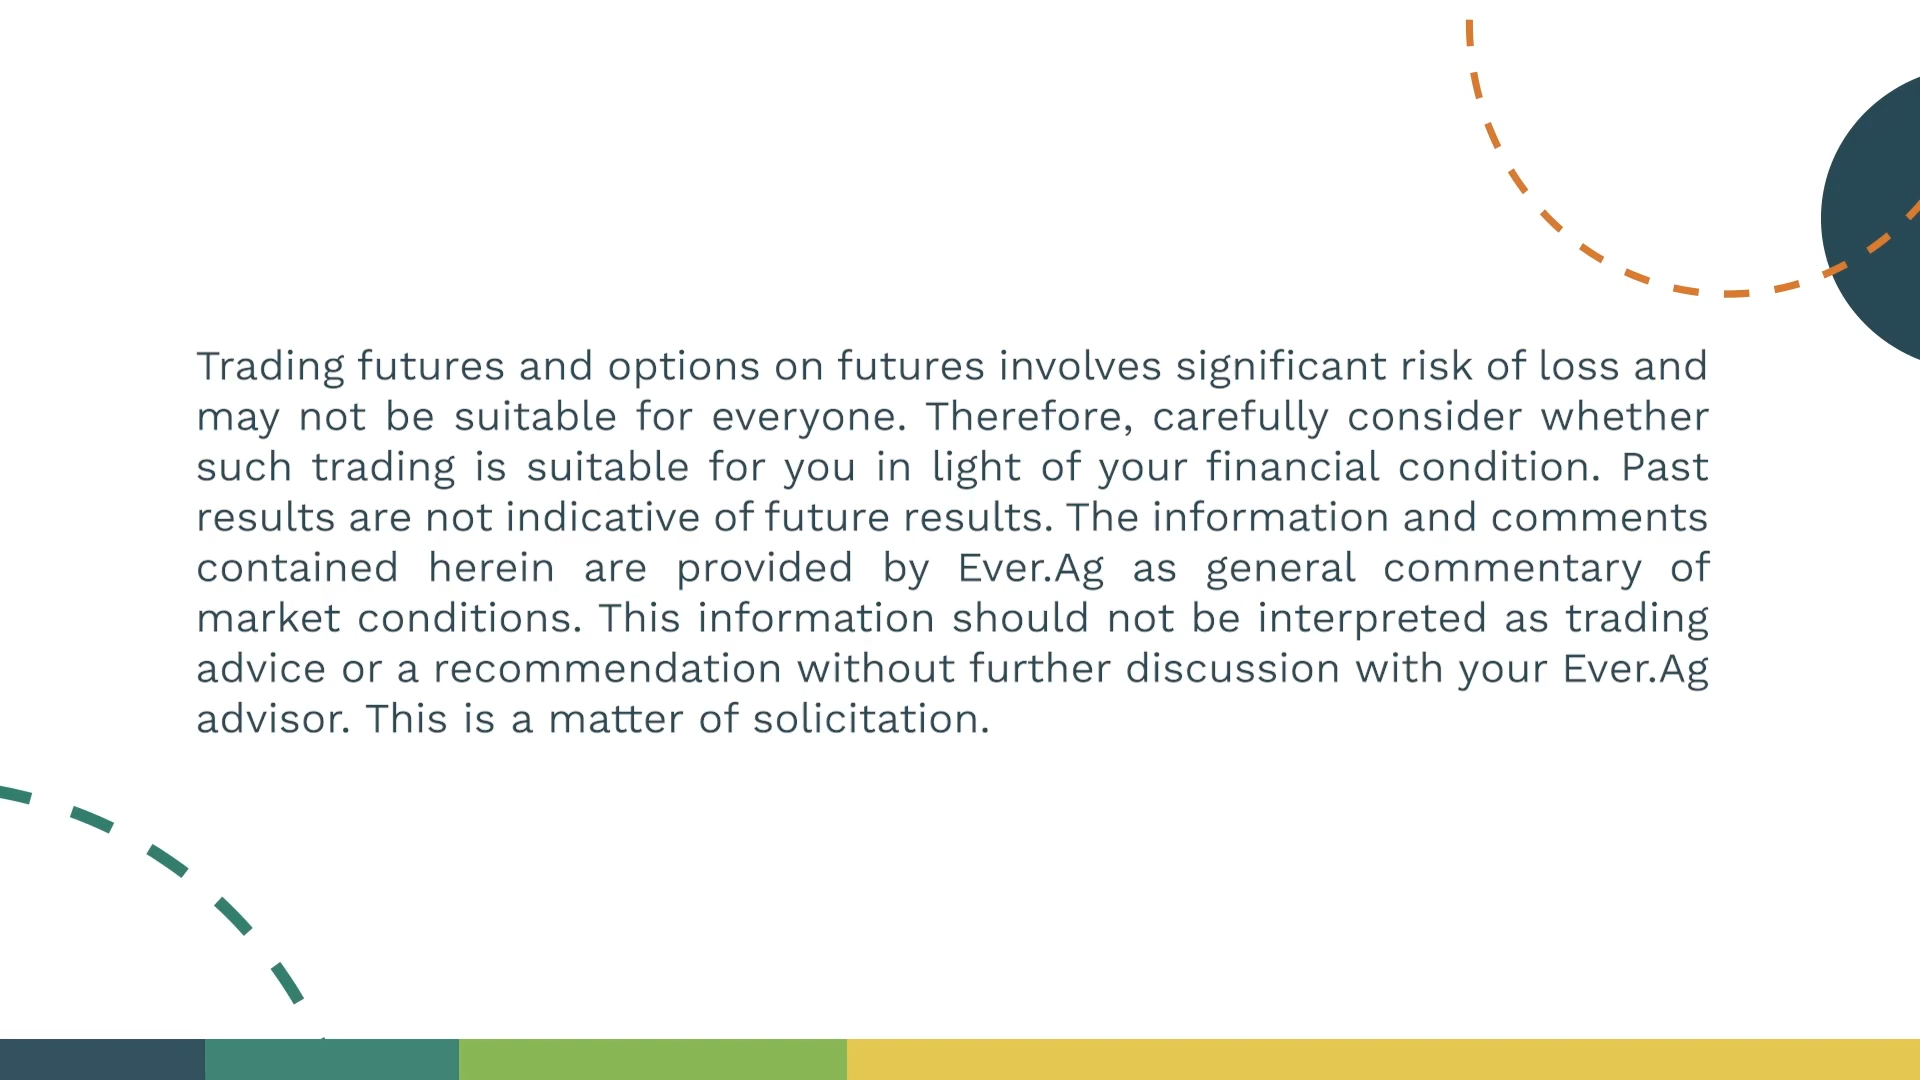 Trading futures and options on futures involves significant risk of loss and
may not be suitable for everyone. Therefore, carefully consider whether
such trading is suitable for you in light of your financial condition. Past
results are not indicative of future results. The information and comments
contained herein are provided by Ever.Ag as general commentary of
market conditions. This information should not be interpreted as trading
advice or a recommendation without further discussion with your Ever.Ag
advisor. This is a matter of solicitation.